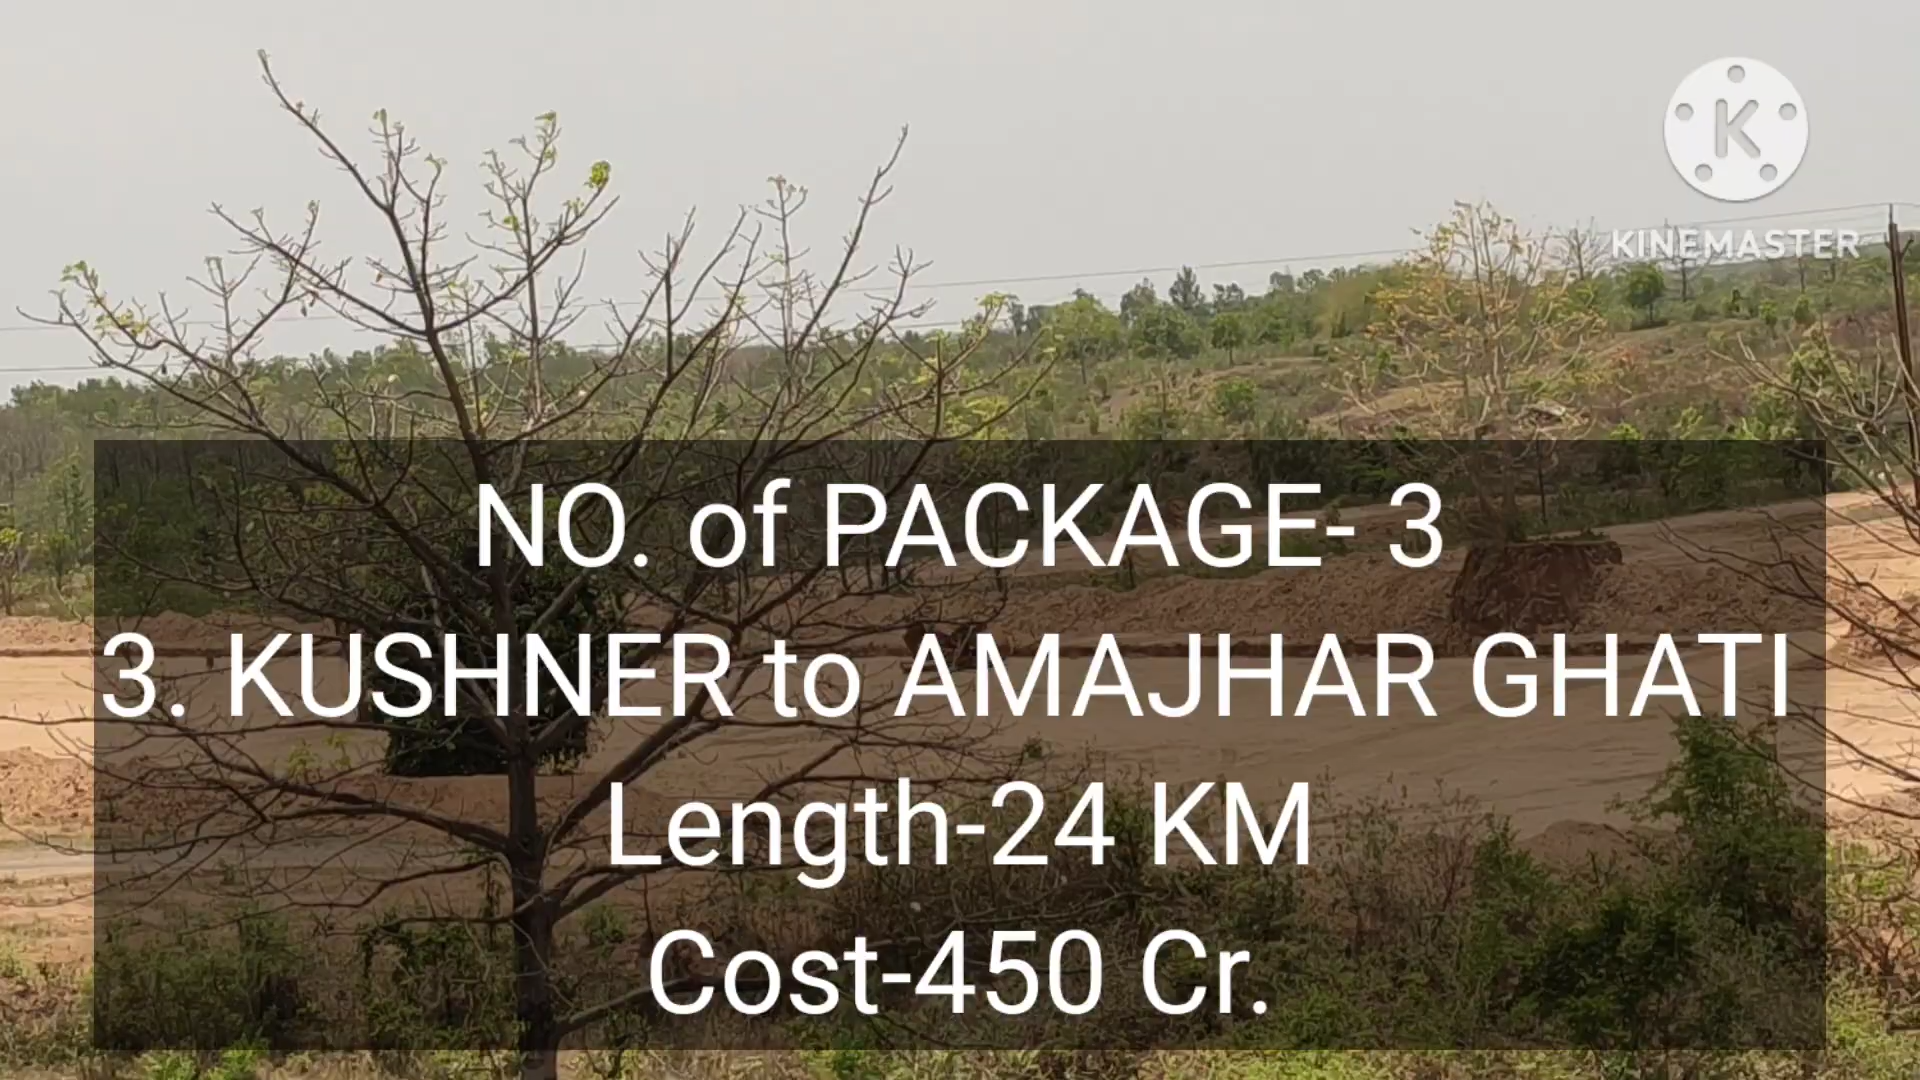 K
KINEMASTER
NO. of PACKAGE- 3
3. KUSHNER to AMAJHAR GHATI
Length-24 KM
Cost-450 Cr.